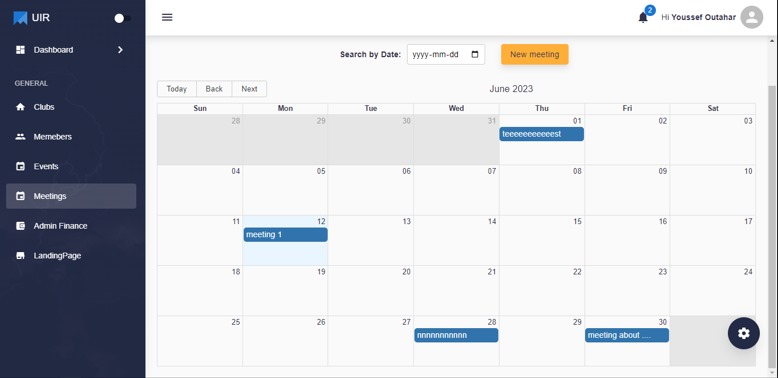 UIR
2
Hi Youssef Outahar
Dashboard
Search by Date: yyyy-mm-dd New meeting
GENERAL
Clubs
Memebers
Events
Meetings
Admin Finance
LandingPage
Today Back Next June 2023
Sun Mon Tue Wed Thu Fri Sat
28 29 30 31 01 02 03
teeeeeeeeeeest
04 05 06 07 08 09 10
11 12 13 14 15 16 17
meeting 1
18 19 20 21 22 23 24
25 26 27 28 29 30
nnnnnnnnnnn meeting about ....